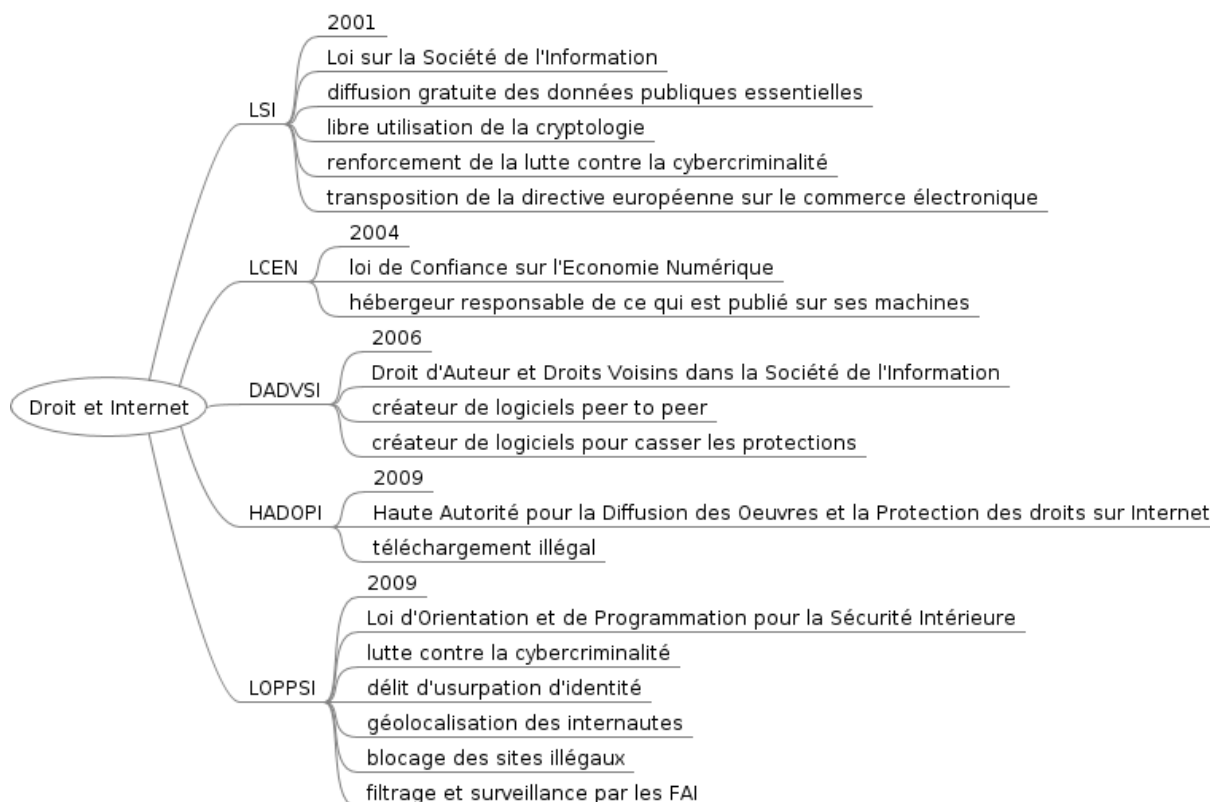 Droit et Internet
LSI
2001
Loi sur la Société de l'Information
diffusion gratuite des données publiques essentielles
libre utilisation de la cryptologie
renforcement de la lutte contre la cybercriminalité
transposition de la directive européenne sur le commerce électronique
LCEN
2004
loi de Confiance sur l'Economie Numérique
hébergeur responsable de ce qui est publié sur ses machines
DADVSI
2006
Droit d'Auteur et Droits Voisins dans la Société de l'Information
créateur de logiciels peer to peer
créateur de logiciels pour casser les protections
HADOPI
2009
Haute Autorité pour la Diffusion des Oeuvres et la Protection des droits sur Internet
téléchargement illégal
LOPPSI
2009
Loi d'Orientation et de Programmation pour la Sécurité Intérieure
lutte contre la cybercriminalité
délit d'usurpation d'identité
géolocalisation des internautes
blocage des sites illégaux
filtrage et surveillance par les FAI